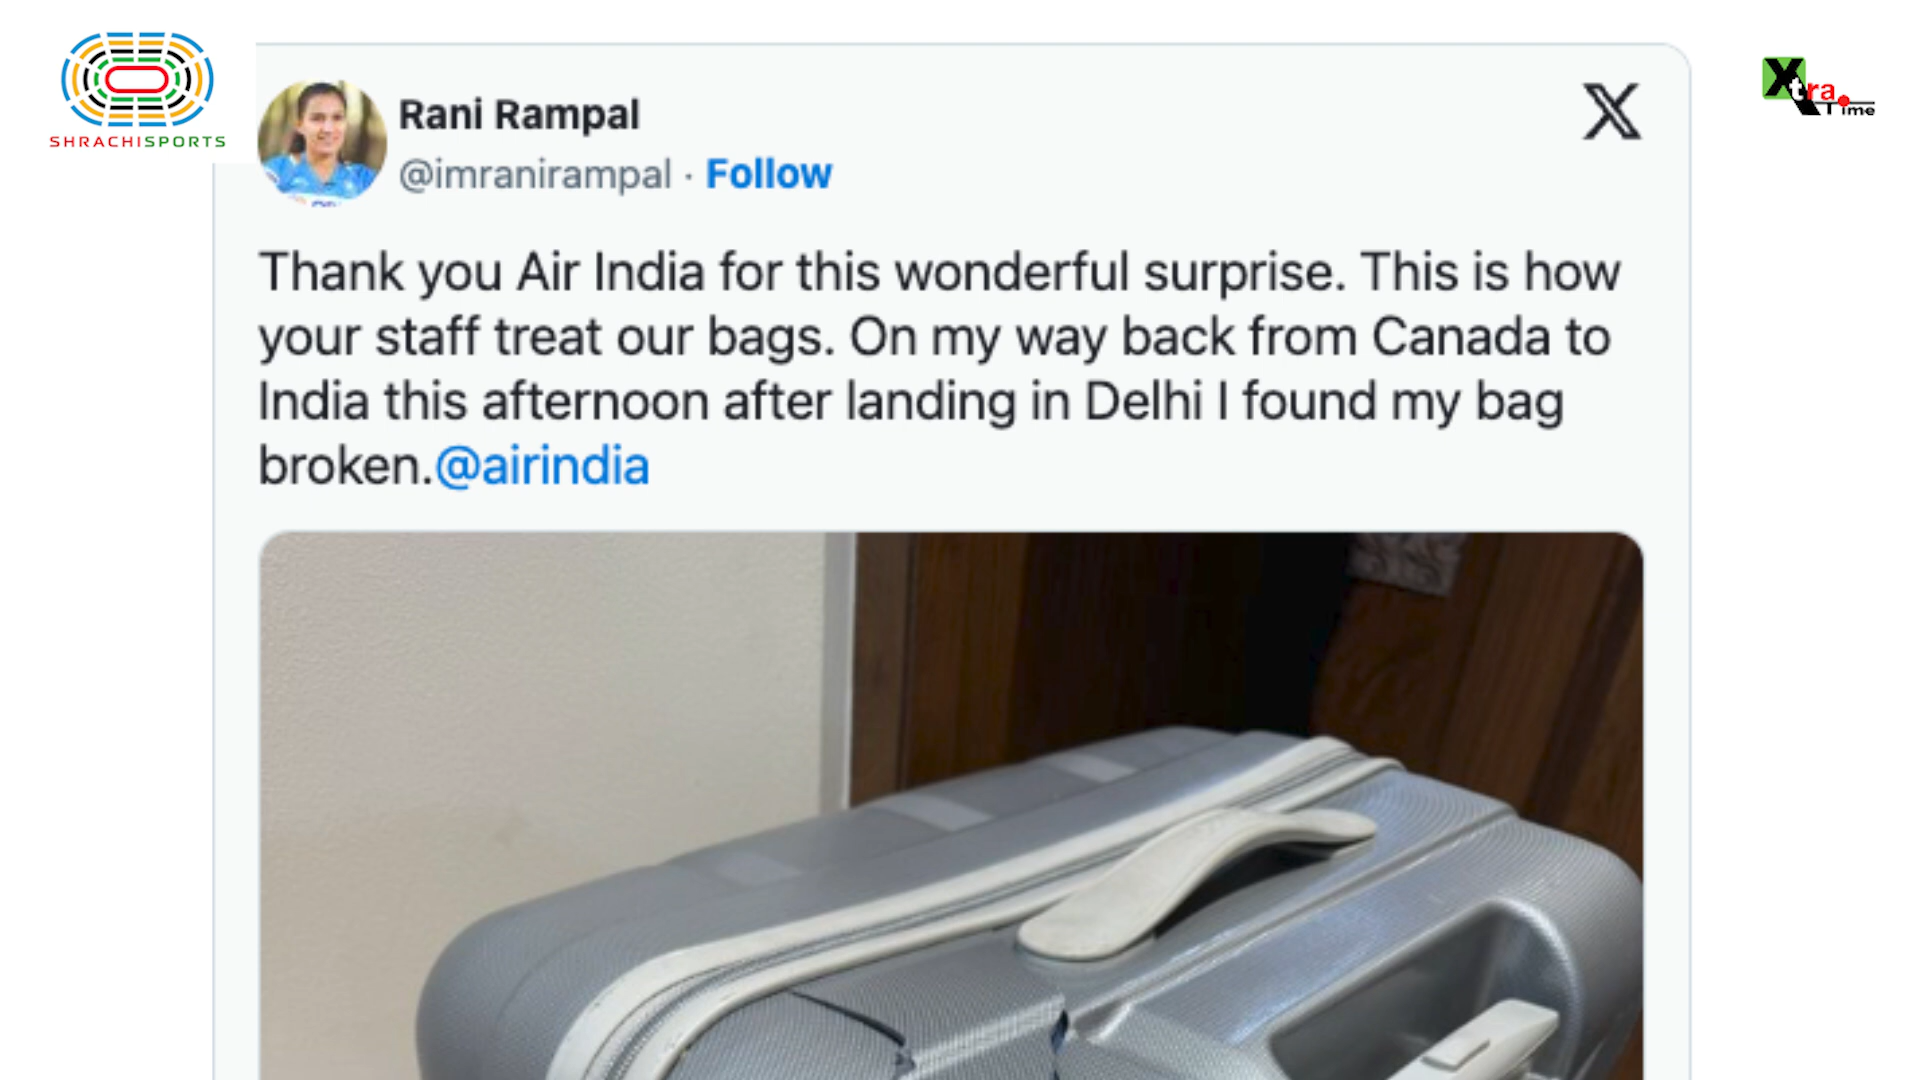 SHRACHISPORTS
Xtra Time
Rani Rampal
@imranirampal · Follow
Thank you Air India for this wonderful surprise. This is how
your staff treat our bags. On my way back from Canada to
India this afternoon after landing in Delhi I found my bag
broken.@airindia